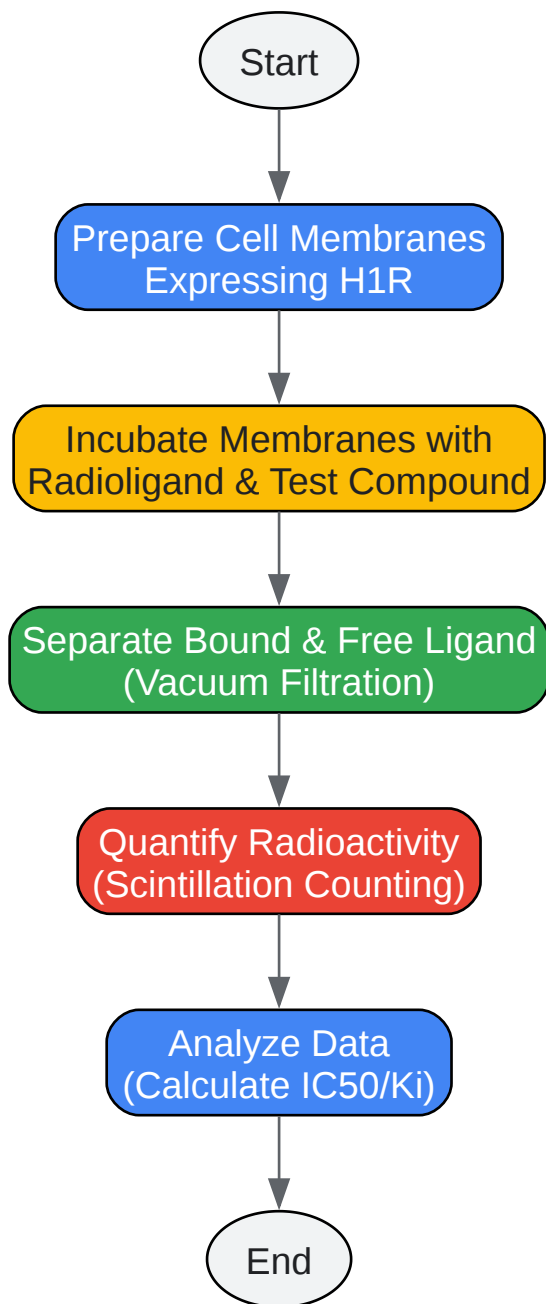 Start
Prepare Cell Membranes
Expressing H1R
Incubate Membranes with
Radioligand & Test Compound
Separate Bound & Free Ligand
(Vacuum Filtration)
Quantify Radioactivity
(Scintillation Counting)
Analyze Data
(Calculate IC50/Ki)
End